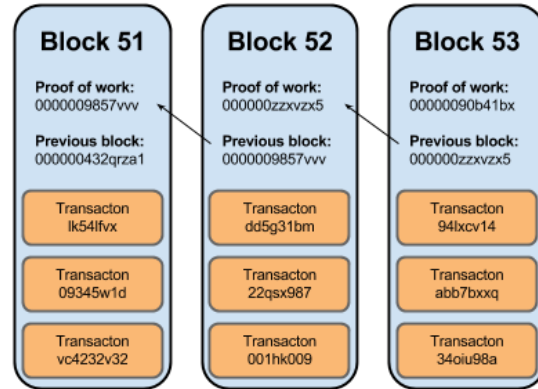 Block 51
Proof of work:
0000009857vvv
Previous block:
000000432qrza1
Transacton
lk54lfvx
Transacton
09345w1d
Transacton
vc4232v32
Block 52
Proof of work:
000000zzxvzx5
Previous block:
0000009857vvv
Transacton
dd5g31bm
Transacton
22qsx987
Transacton
001hk009
Block 53
Proof of work:
00000090b41bx
Previous block:
000000zzxvzx5
Transacton
94lxcv14
Transacton
abb7bxxq
Transacton
34oiu98a